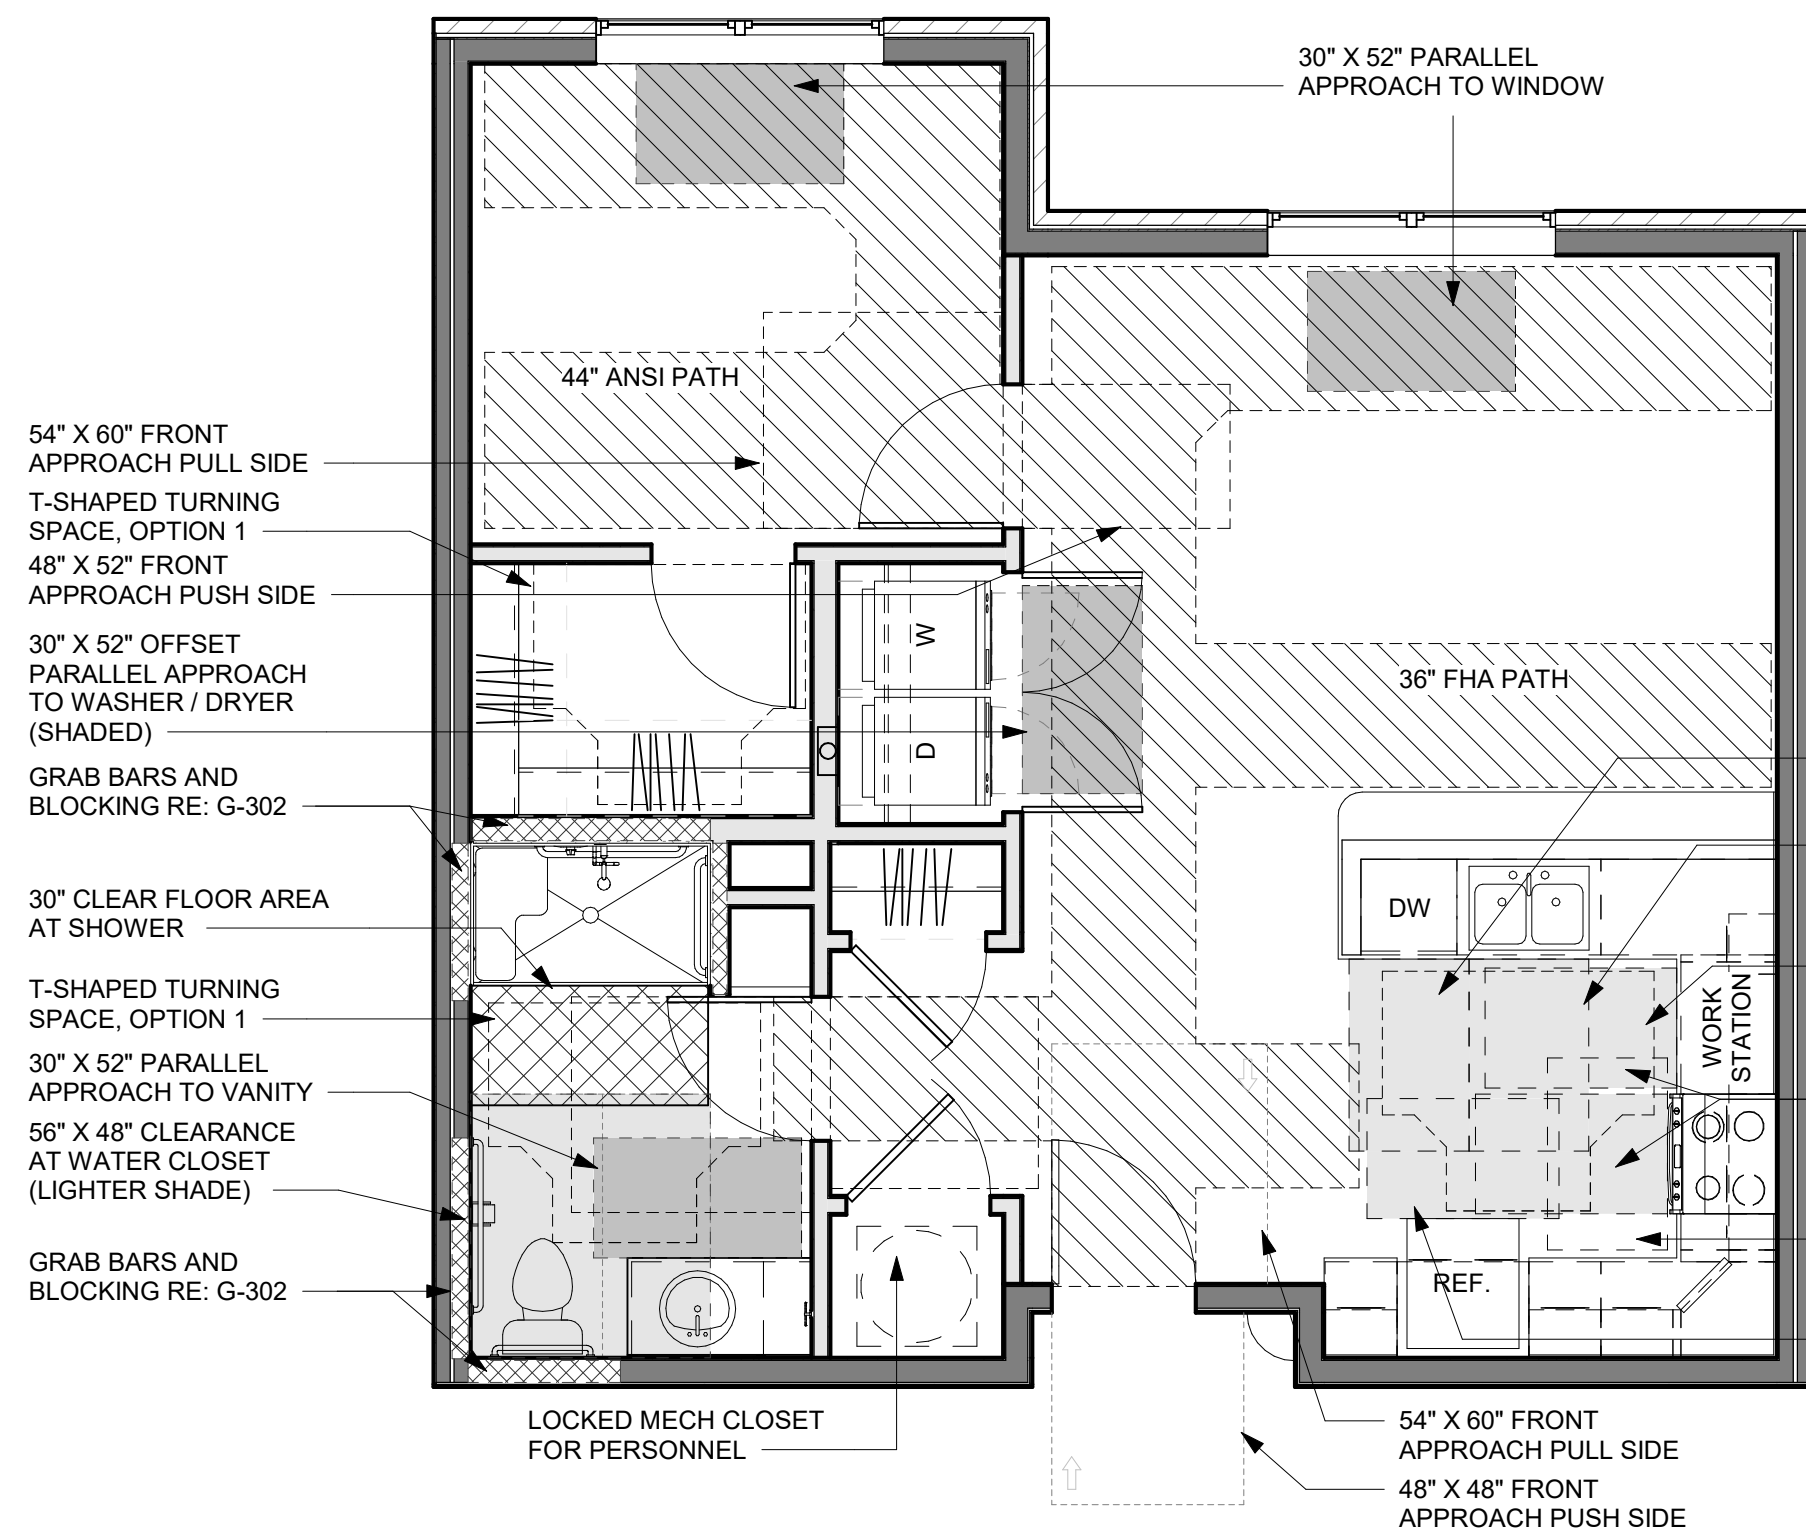 30" X 52" PARALLEL
APPROACH TO WINDOW
44" ANSI PATH
54" X 60" FRONT
APPROACH PULL SIDE
T-SHAPED TURNING
SPACE, OPTION 1
48" X 52" FRONT
APPROACH PUSH SIDE
30" X 52" OFFSET
PARALLEL APPROACH
TO WASHER / DRYER
(SHADED)
GRAB BARS AND
BLOCKING RE: G-302
30" CLEAR FLOOR AREA
AT SHOWER
T-SHAPED TURNING
SPACE, OPTION 1
30" X 52" PARALLEL
APPROACH TO VANITY
56" X 48" CLEARANCE
AT WATER CLOSET
(LIGHTER SHADE)
GRAB BARS AND
BLOCKING RE: G-302
W
D
36" FHA PATH
DW
WORK
STATION
REF.
LOCKED MECH CLOSET
FOR PERSONNEL
54" X 60" FRONT
APPROACH PULL SIDE
48" X 48" FRONT
APPROACH PUSH SIDE